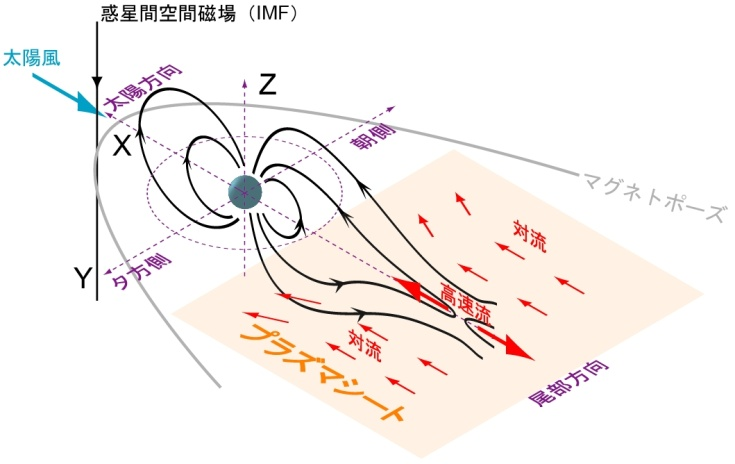 惑星間空間磁場（IMF）
太陽風
太陽方向
Z
X
朝側
マグネトポーズ
対流
Y
夕方側
高速流
対流
プラズマシート
尾部方向